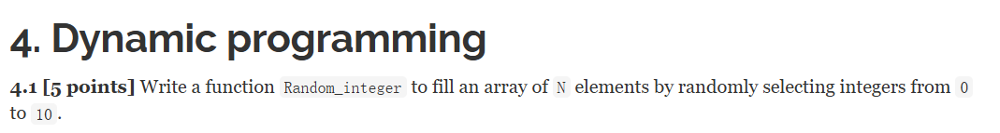 4. Dynamic programming
4.1 [5 points] Write a function Random_integer to fill an array of N elements by randomly selecting integers from 0
to 10.